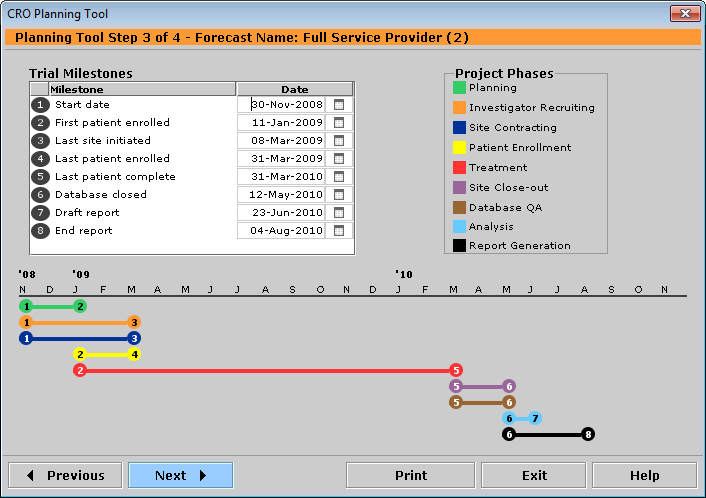 CRO Planning Tool
Planning Tool Step 3 of 4 - Forecast Name: Full Service Provider (2)
Trial Milestones
Milestone Date
1 Start date 30-Nov-2008
2 First patient enrolled 11-Jan-2009
3 Last site initiated 08-Mar-2009
4 Last patient enrolled 31-Mar-2009
5 Last patient complete 31-Mar-2010
6 Database closed 12-May-2010
7 Draft report 23-Jun-2010
8 End report 04-Aug-2010
Project Phases
Planning
Investigator Recruiting
Site Contracting
Patient Enrollment
Treatment
Site Close-out
Database QA
Analysis
Report Generation
'08 '09 '10
N D J F M A M J J A S O N D J F M A M J J A S O N
1 2
1 3
1 3
2 4
2 5
5 6
5 6
6 7
6 8
Previous Next Print Exit Help